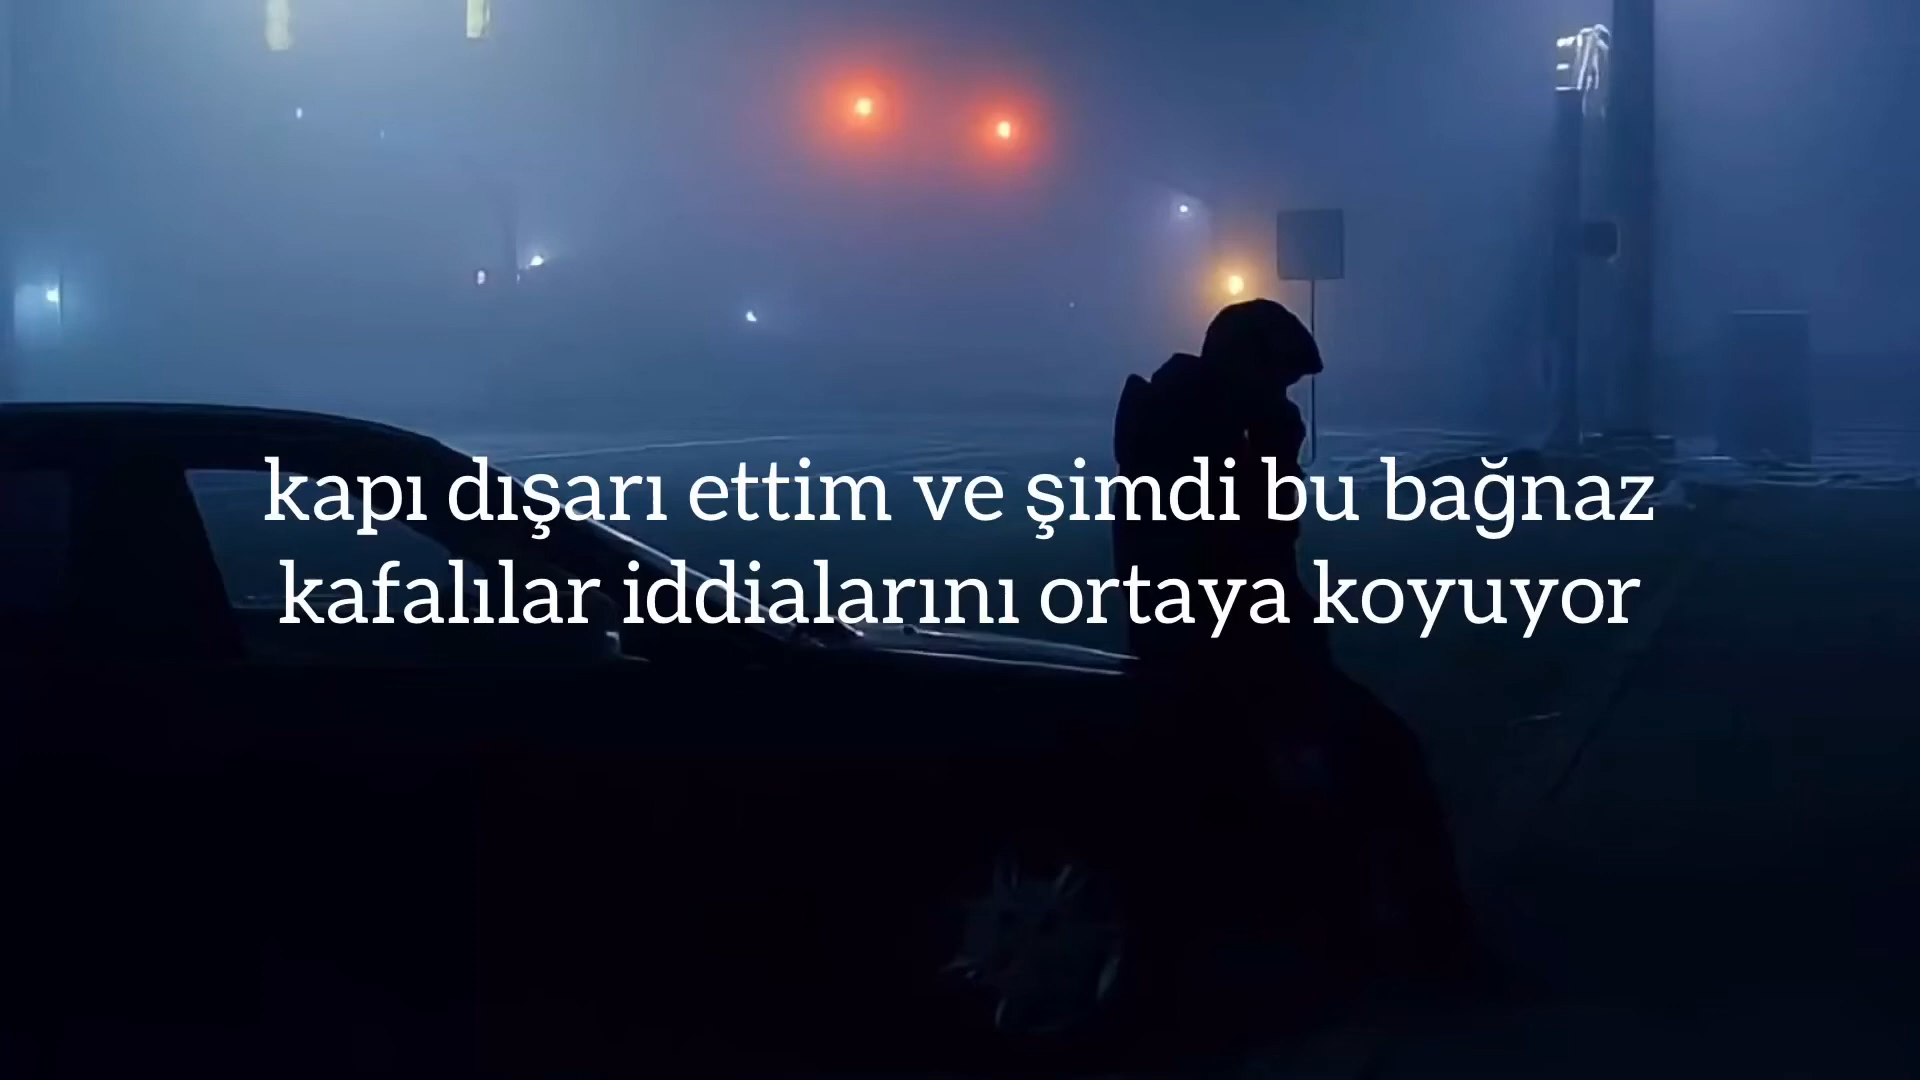 kapı dışarı ettim ve şimdi bu bağnaz
kafalılar iddialarını ortaya koyuyor